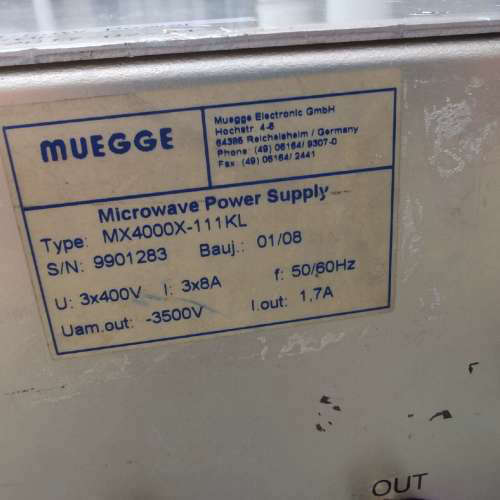 MUEGGE
Muegge Electronic GmbH
Hochstr. 4-6
64385 Reichelsheim / Germany
Phone: (49) 06164/ 9307-0
Fax (49) 06164/ 2441
Microwave Power Supply
Type: MX4000X-111KL
S/N: 9901283 Bauj.: 01/08
U: 3x400V I: 3x8A f: 50/60Hz
Uam.out: -3500V I.out: 1,7A
OUT